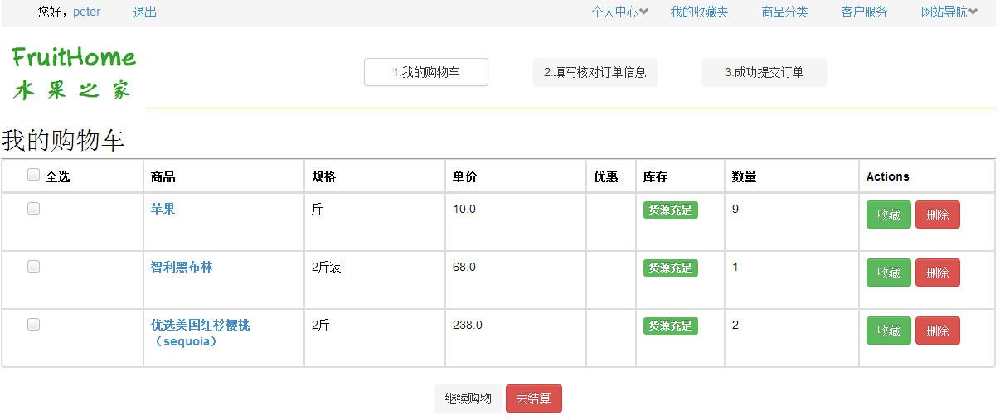 您好，peter 退出 个人中心 我的收藏夹 商品分类 客户服务 网站导航
FruitHome
水果之家
1.我的购物车 2.填写核对订单信息 3.成功提交订单
我的购物车
全选 商品 规格 单价 优惠 库存 数量 Actions
苹果 斤 10.0 货源充足 9 收藏 删除
智利黑布林 2斤装 68.0 货源充足 1 收藏 删除
优选美国红杉樱桃 2斤 238.0 货源充足 2 收藏 删除
（sequoia）
继续购物 去结算